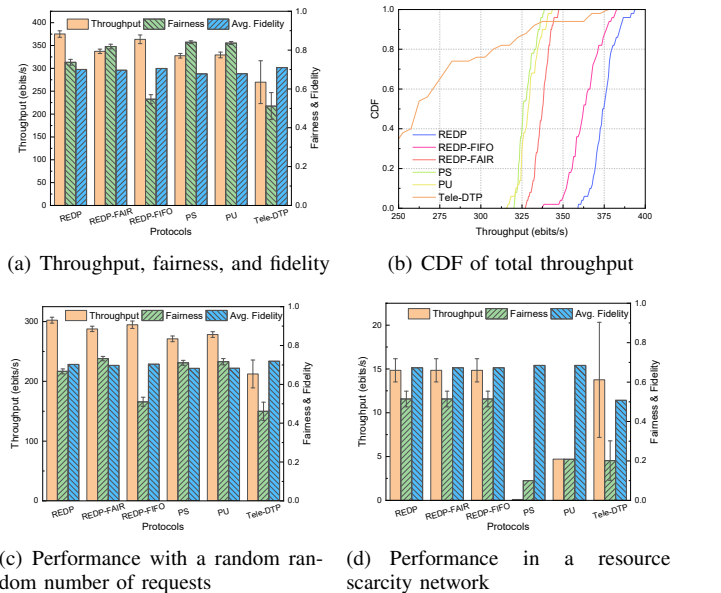 Throughput Fairness Avg. Fidelity
Throughput (ebits/s)
400
350
300
250
200
150
100
50
0
1.0
0.8
0.6
0.4
0.2
0.0
Fairness & Fidelity
REDP REDP-FAIR REDP-FIFO PS PU Tele-DTP
Protocols
(a) Throughput, fairness, and fidelity
CDF
1.0
0.8
0.6
0.4
0.2
0.0
REDP
REDP-FIFO
REDP-FAIR
PS
PU
Tele-DTP
250 275 300 325 350 375 400
Throughput (ebits/s)
(b) CDF of total throughput
Throughput Fairness Avg. Fidelity
Throughput (ebits/s)
300
200
150
100
0
1.0
0.8
0.6
0.4
0.2
0.0
Fairness & Fidelity
REDP REDP-FAIR REDP-FIFO PS PU Tele-DTP
Protocols
(c) Performance with a random ran-
dom number of requests
Throughput Fairness Avg. Fidelity
Throughput (ebits/s)
20
15
10
5
0
1.0
0.8
0.6
0.4
0.2
0.0
Fairness & Fidelity
REDP REDP-FAIR REDP-FIFO PS PU Tele-DTP
Protocols
(d) Performance in a resource
scarcity network